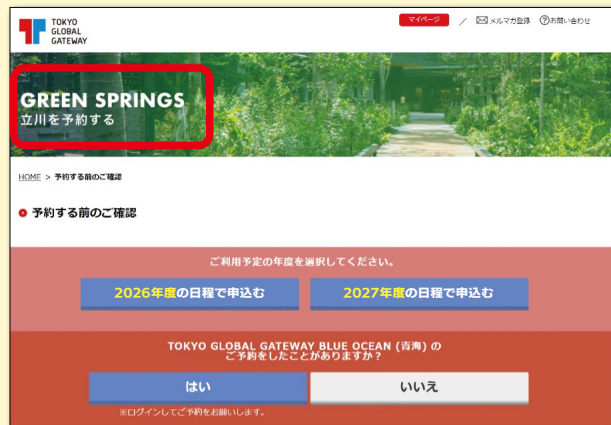 TOKYO
GLOBAL
GATEWAY
マイページ / メルマガ登録 ?お問い合わせ
GREEN SPRINGS
立川を予約する
HOME > 予約する前のご確認
予約する前のご確認
ご利用予定の年度を選択してください。
2026年度の日程で申込む 2027年度の日程で申込む
TOKYO GLOBAL GATEWAY BLUE OCEAN (青海) の
ご予約をしたことがありますか？
はい いいえ
※ログインしてご予約をお願いします。